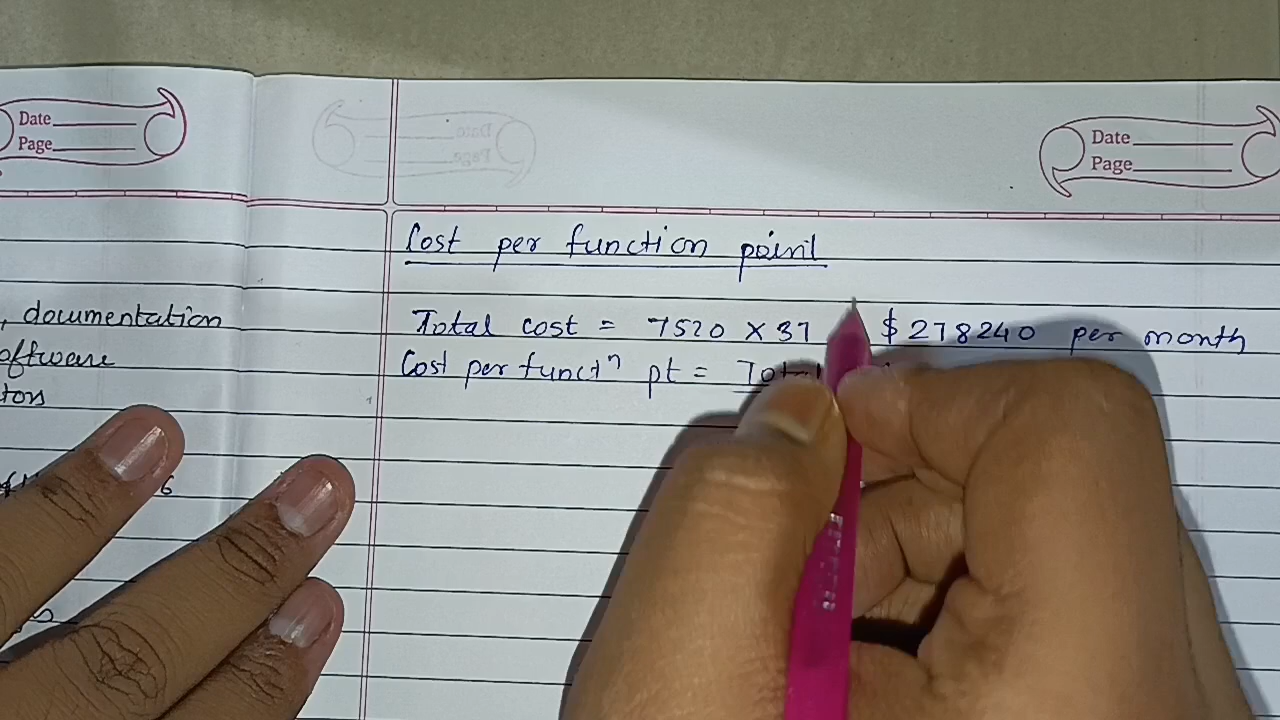 Date
Page
Date
Page
Cost per function point
, documentation
oftware
tors
Total cost = 7520 × 37 $ 278240 per month
Cost per functⁿ pt =